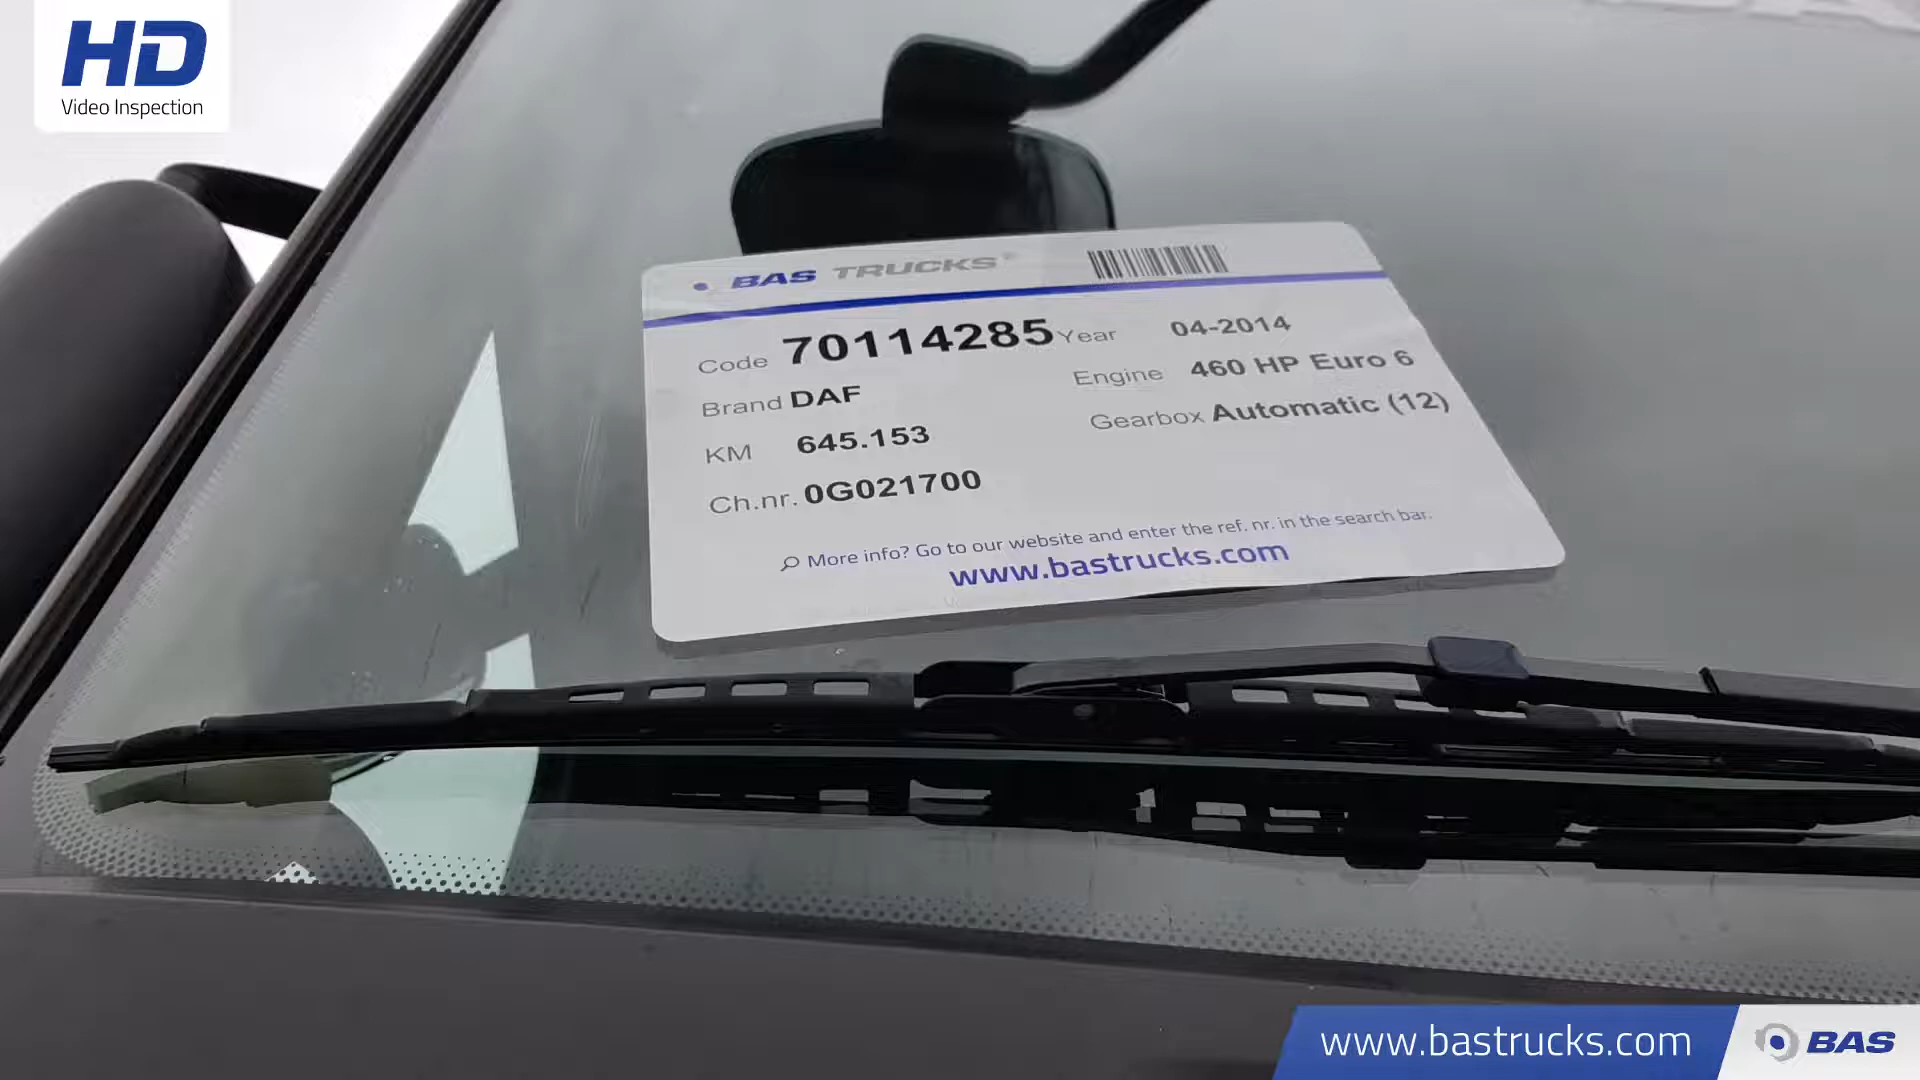 HD
Video Inspection
BAS TRUCKS
Code 70114285 Year 04-2014
Brand DAF Engine 460 HP Euro 6
KM 645.153 Gearbox Automatic (12)
Ch.nr. 0G021700
More info? Go to our website and enter the ref. nr. in the search bar.
www.bastrucks.com
www.bastrucks.com
BAS